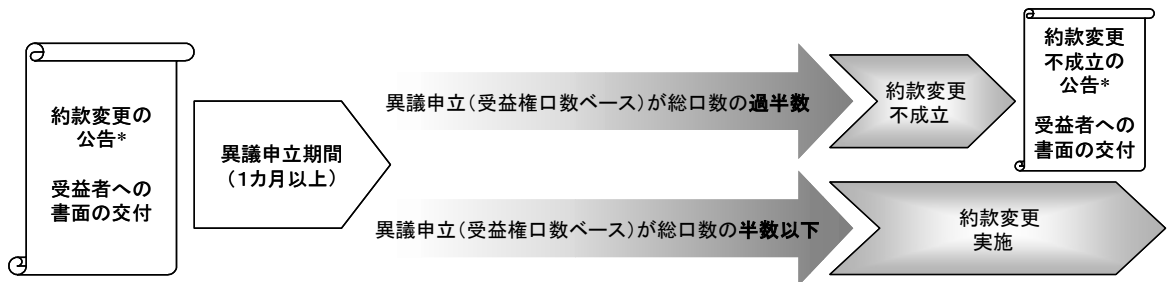 約款変更の
公告*
受益者への
書面の交付
異議申立期間
（1カ月以上）
異議申立（受益権口数ベース）が総口数の過半数
約款変更
不成立
約款変更
不成立の
公告*
受益者への
書面の交付
異議申立（受益権口数ベース）が総口数の半数以下
約款変更
実施